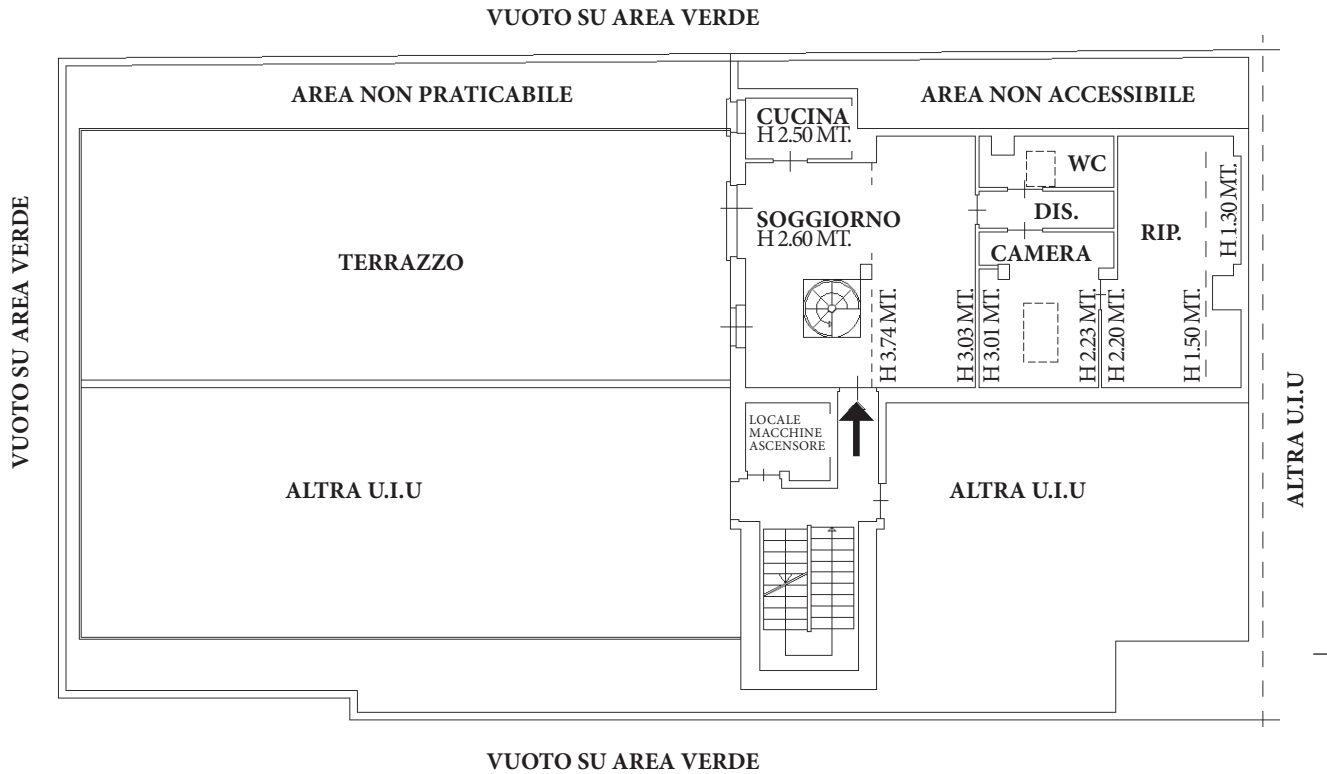 VUOTO SU AREA VERDE
AREA NON PRATICABILE
AREA NON ACCESSIBILE
CUCINA
H 2.50 MT.
WC
H 1.30 MT.
VUOTO SU AREA VERDE
SOGGIORNO
H 2.60 MT.
DIS.
RIP.
TERRAZZO
CAMERA
H 3.74 MT.
H 3.03 MT.
H 3.01 MT.
H 2.23 MT.
H 2.20 MT.
H 1.50 MT.
ALTRA U.I.U
LOCALE
MACCHINE
ASCENSORE
ALTRA U.I.U
ALTRA U.I.U
VUOTO SU AREA VERDE